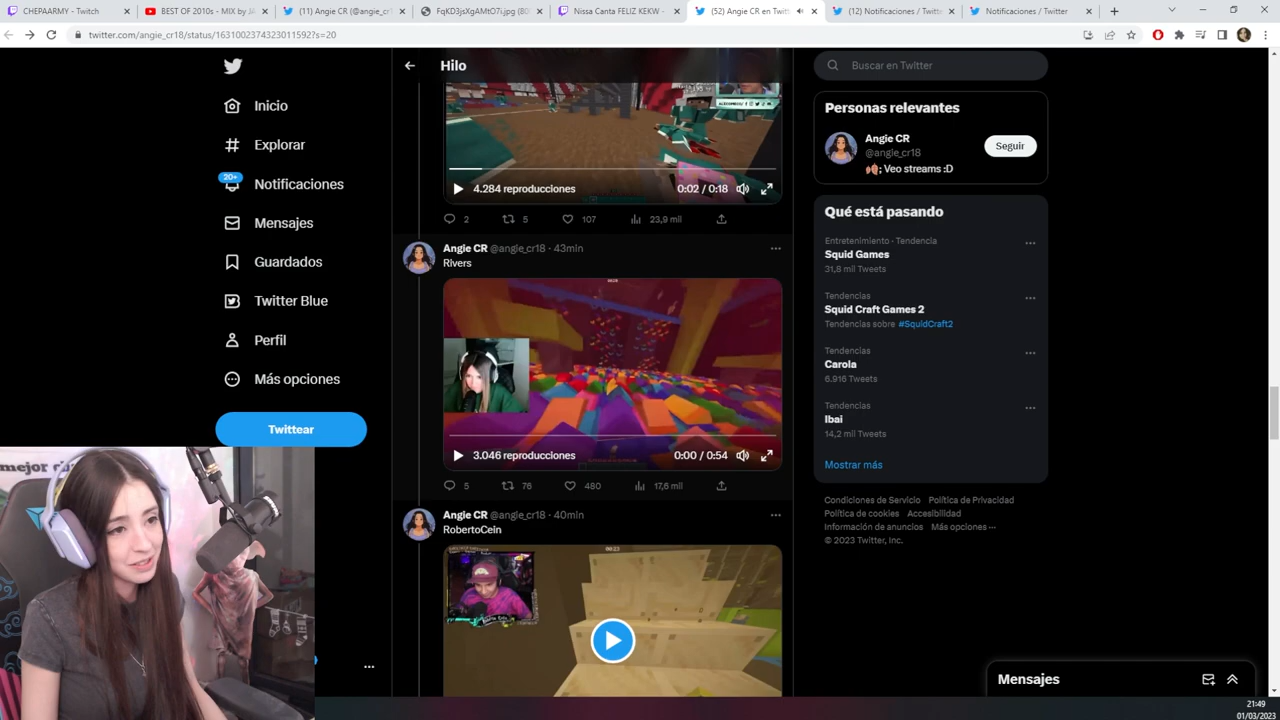 CHEPAARMY - Twitch
BEST OF 2010s ~ MIX by J
(11) Angie CR (@angie_cr
FqKD3jsXgAMtO7i.jpg (80
Nissa Canta FELIZ KEKW -
(52) Angie CR en Twit
(12) Notificaciones / Twitte
Notificaciones / Twitter
twitter.com/angie_cr18/status/1631002374323011592?s=20
Inicio
Explorar
20+
Notificaciones
Mensajes
Guardados
Twitter Blue
Perfil
Más opciones
Twittear
Hilo
4.284 reproducciones
0:02 / 0:18
2
5
107
23,9 mil
Angie CR @angie_cr18 · 43min
Rivers
3.046 reproducciones
0:00 / 0:54
5
76
480
17,6 mil
Angie CR @angie_cr18 · 40min
RobertoCein
00:23
Buscar en Twitter
Personas relevantes
Angie CR
@angie_cr18
Seguir
; Veo streams :D
Qué está pasando
Entretenimiento · Tendencia
Squid Games
31,8 mil Tweets
Tendencias
Squid Craft Games 2
Tendencias sobre #SquidCraft2
Tendencias
Carola
6.916 Tweets
Tendencias
Ibai
14,2 mil Tweets
Mostrar más
Condiciones de Servicio Política de Privacidad
Política de cookies Accesibilidad
Información de anuncios Más opciones ···
© 2023 Twitter, Inc.
Mensajes
mejor
21:49
01/03/2023